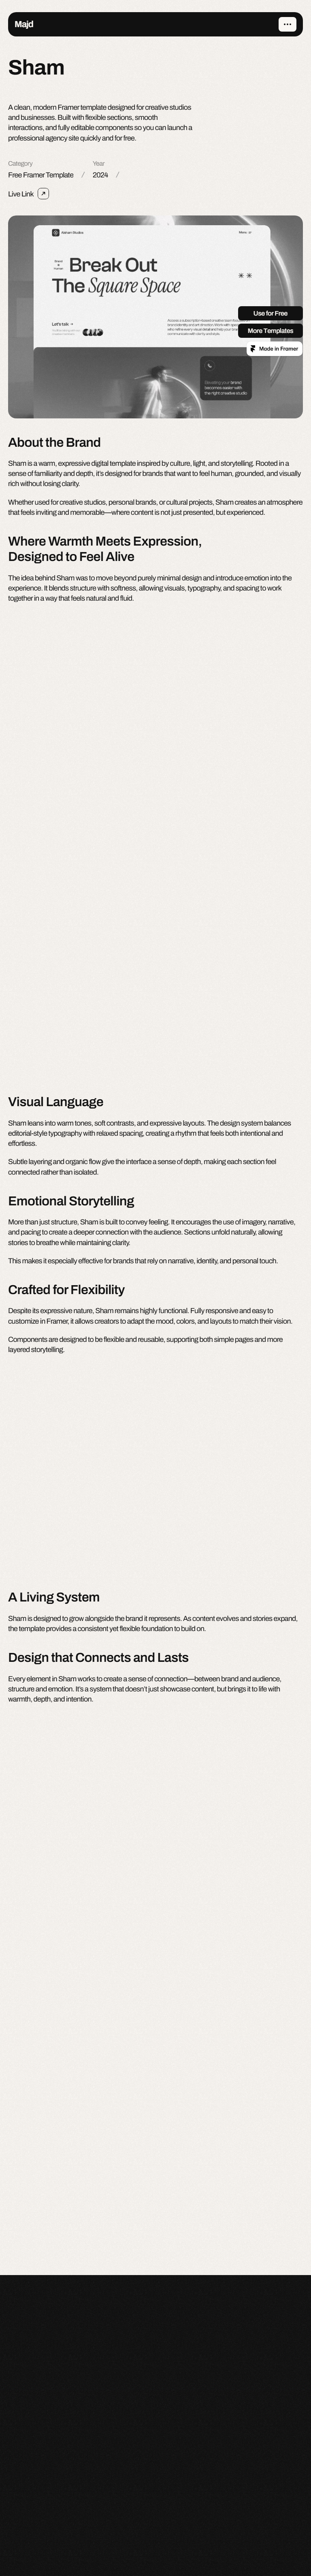 Majd
Sham
A clean, modern Framer template designed for creative studios
and businesses. Built with flexible sections, smooth
interactions, and fully editable components so you can launch a
professional agency site quickly and for free.
Category
Year
Free Framer Template / 2024 /
Live Link
Menu
Break Out
The Square Space
Let's talk
Use for Free
More Templates
Made in Framer
Elevating your brand
becomes easier with
the right creative studio
About the Brand
Sham is a warm, expressive digital template inspired by culture, light, and storytelling. Rooted in a
sense of familiarity and depth, it’s designed for brands that want to feel human, grounded, and visually
rich without losing clarity.
Whether used for creative studios, personal brands, or cultural projects, Sham creates an atmosphere
that feels inviting and memorable—where content is not just presented, but experienced.
Where Warmth Meets Expression,
Designed to Feel Alive
The idea behind Sham was to move beyond purely minimal design and introduce emotion into the
experience. It blends structure with softness, allowing visuals, typography, and spacing to work
together in a way that feels natural and fluid.
Visual Language
Sham leans into warm tones, soft contrasts, and expressive layouts. The design system balances
editorial-style typography with relaxed spacing, creating a rhythm that feels both intentional and
effortless.
Subtle layering and organic flow give the interface a sense of depth, making each section feel
connected rather than isolated.
Emotional Storytelling
More than just structure, Sham is built to convey feeling. It encourages the use of imagery, narrative,
and pacing to create a deeper connection with the audience. Sections unfold naturally, allowing
stories to breathe while maintaining clarity.
This makes it especially effective for brands that rely on narrative, identity, and personal touch.
Crafted for Flexibility
Despite its expressive nature, Sham remains highly functional. Fully responsive and easy to
customize in Framer, it allows creators to adapt the mood, colors, and layouts to match their vision.
Components are designed to be flexible and reusable, supporting both simple pages and more
layered storytelling.
A Living System
Sham is designed to grow alongside the brand it represents. As content evolves and stories expand,
the template provides a consistent yet flexible foundation to build on.
Design that Connects and Lasts
Every element in Sham works to create a sense of connection—between brand and audience,
structure and emotion. It’s a system that doesn’t just showcase content, but brings it to life with
warmth, depth, and intention.